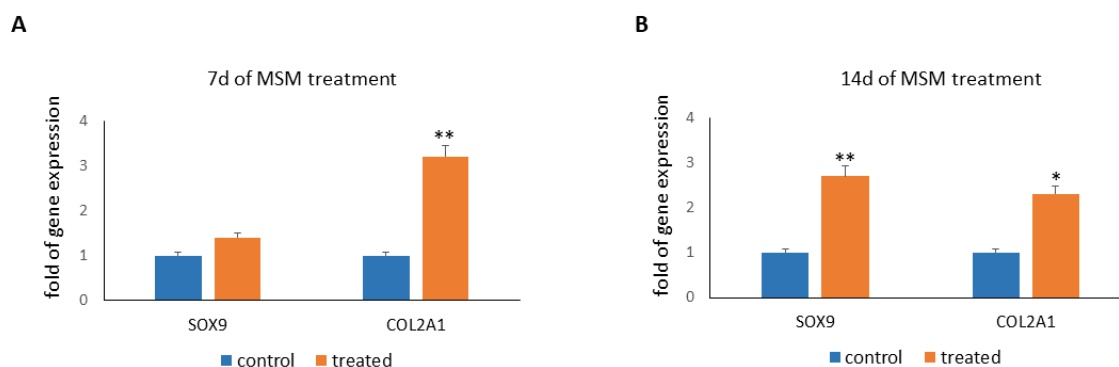 A
7d of MSM treatment
fold of gene expression
4
3
2
1
0
**
SOX9 COL2A1
control treated
B
14d of MSM treatment
fold of gene expression
4
3
2
1
0
**
*
SOX9 COL2A1
control treated